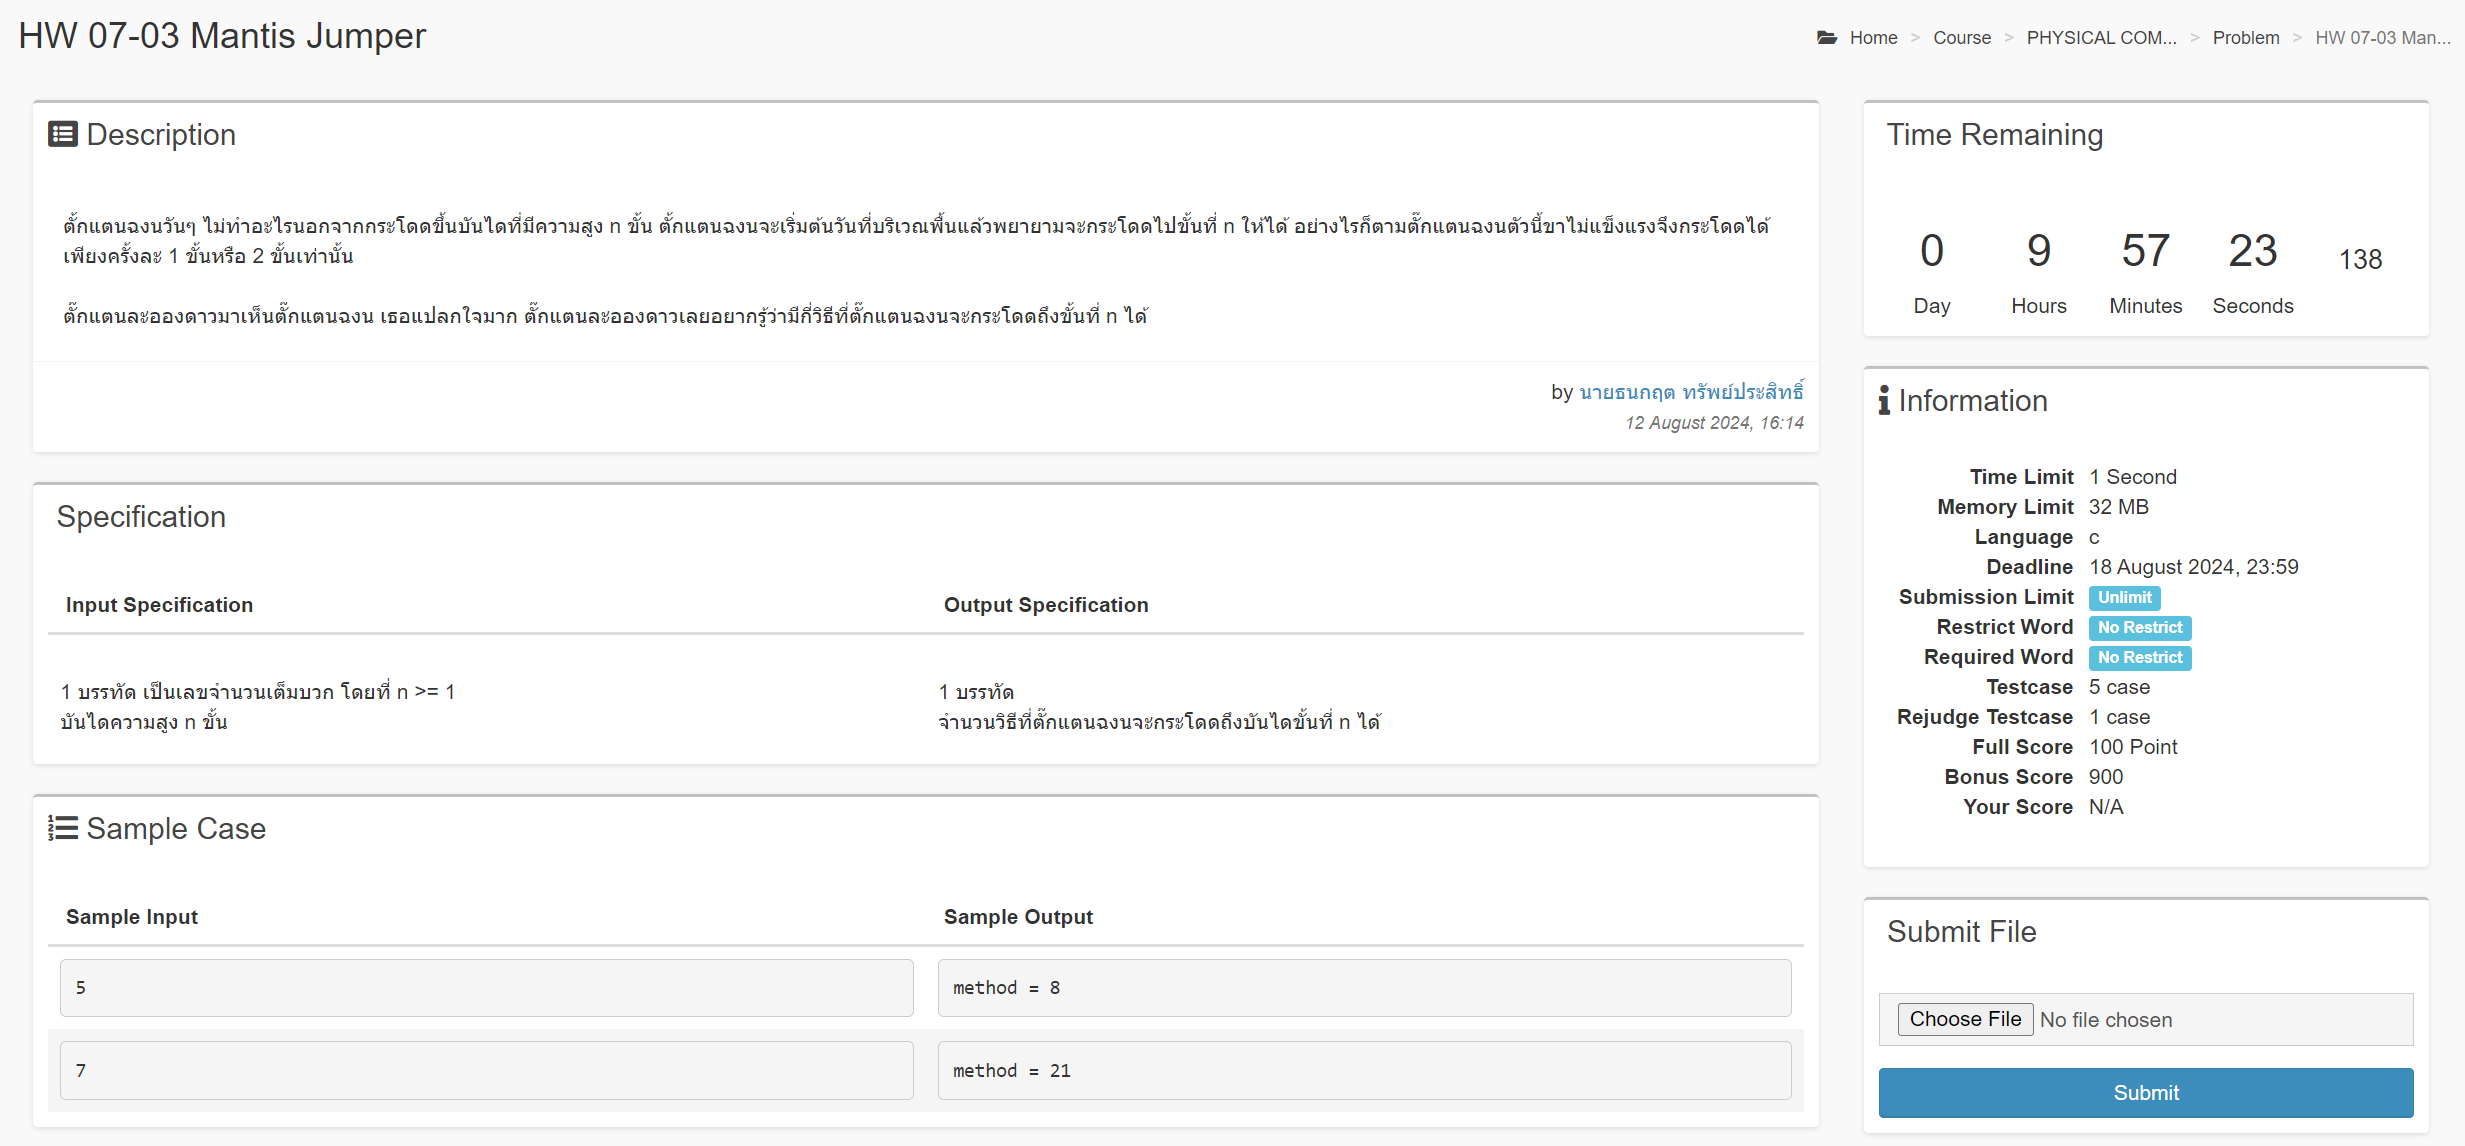 HW 07-03 Mantis Jumper
Home > Course > PHYSICAL COM... > Problem > HW 07-03 Man...
Description
ตั้กแตนฉงนวันๆ ไม่ทำอะไรนอกจากกระโดดขึ้นบันไดที่มีความสูง n ขั้น ตั๊กแตนฉงนจะเริ่มต้นวันที่บริเวณพื้นแล้วพยายามจะกระโดดไปขั้นที่ n ให้ได้ อย่างไรก็ตามตั๊กแตนฉงนตัวนี้ขาไม่แข็งแรงจึงกระโดดได้
เพียงครั้งละ 1 ขั้นหรือ 2 ขั้นเท่านั้น
ตั๊กแตนละอองดาวมาเห็นตั๊กแตนฉงน เธอแปลกใจมาก ตั๊กแตนละอองดาวเลยอยากรู้ว่ามีกี่วิธีที่ตั๊กแตนฉงนจะกระโดดถึงขั้นที่ n ได้
by นายธนกฤต ทรัพย์ประสิทธิ์
12 August 2024, 16:14
Specification
Input Specification
Output Specification
1 บรรทัด เป็นเลขจำนวนเต็มบวก โดยที่ n >= 1
บันไดความสูง n ขั้น
1 บรรทัด
จำนวนวิธีที่ตั๊กแตนฉงนจะกระโดดถึงบันไดขั้นที่ n ได้
Sample Case
Sample Input
Sample Output
5
method = 8
7
method = 21
Time Remaining
0 9 57 23 138
Day Hours Minutes Seconds
Information
Time Limit 1 Second
Memory Limit 32 MB
Language c
Deadline 18 August 2024, 23:59
Submission Limit Unlimit
Restrict Word No Restrict
Required Word No Restrict
Testcase 5 case
Rejudge Testcase 1 case
Full Score 100 Point
Bonus Score 900
Your Score N/A
Submit File
Choose File No file chosen
Submit